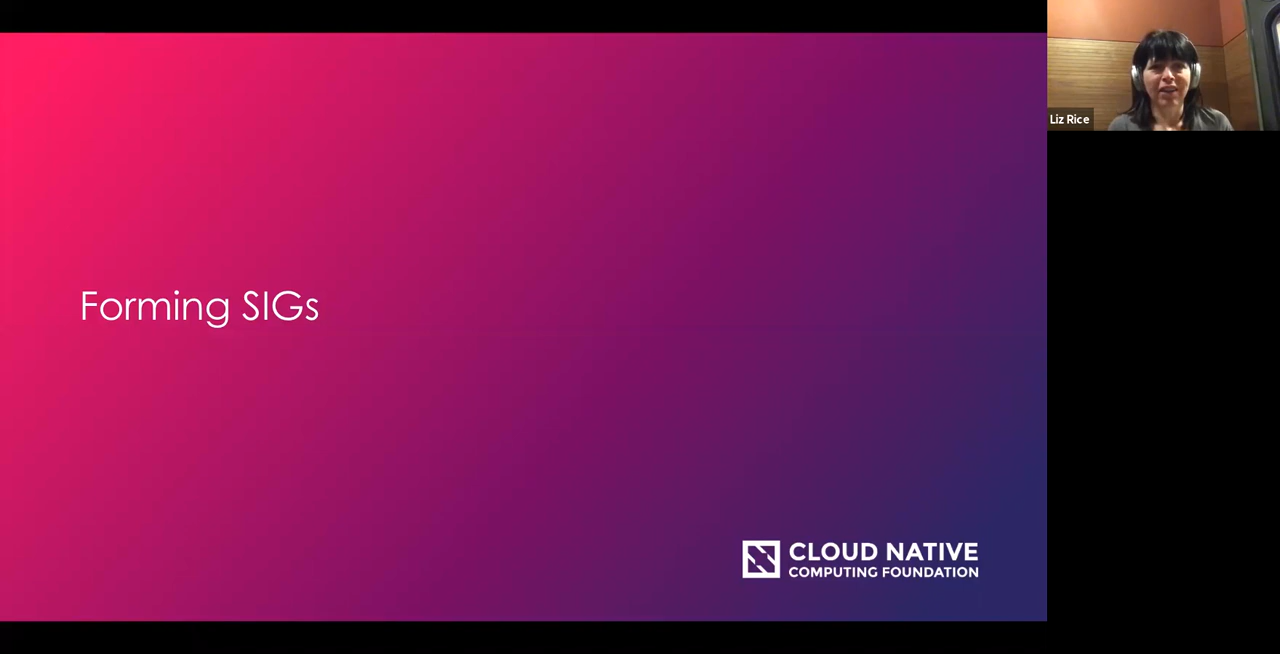 Liz Rice
Forming SIGs
CLOUD NATIVE
COMPUTING FOUNDATION